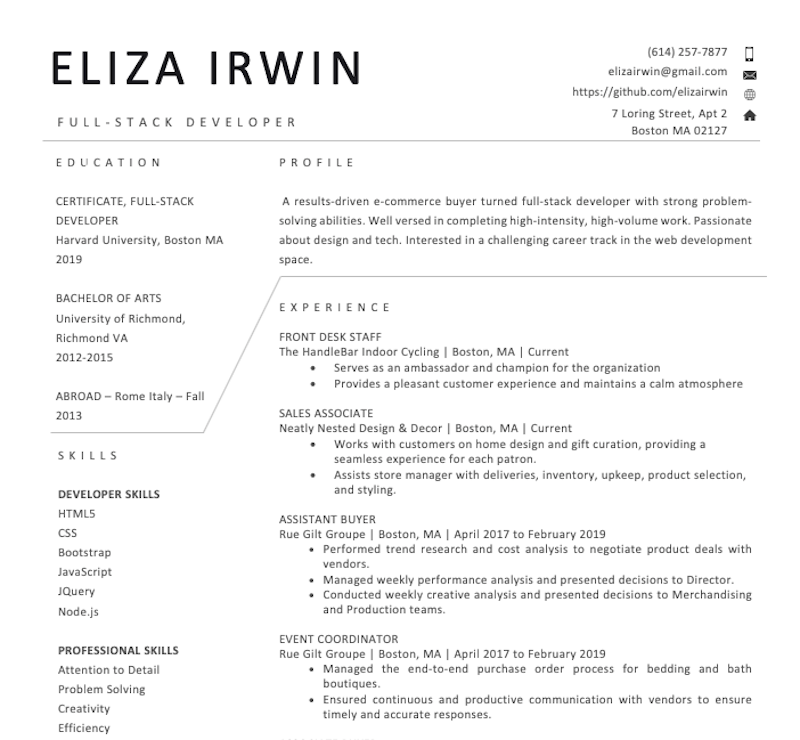 ELIZA IRWIN
FULL-STACK DEVELOPER
(614) 257-7877
elizairwin@gmail.com
https://github.com/elizairwin
7 Loring Street, Apt 2
Boston MA 02127
EDUCATION
CERTIFICATE, FULL-STACK
DEVELOPER
Harvard University, Boston MA
2019
BACHELOR OF ARTS
University of Richmond,
Richmond VA
2012-2015
ABROAD – Rome Italy – Fall
2013
SKILLS
DEVELOPER SKILLS
HTML5
CSS
Bootstrap
JavaScript
JQuery
Node.js
PROFESSIONAL SKILLS
Attention to Detail
Problem Solving
Creativity
Efficiency
PROFILE
A results-driven e-commerce buyer turned full-stack developer with strong problem-
solving abilities. Well versed in completing high-intensity, high-volume work. Passionate
about design and tech. Interested in a challenging career track in the web development
space.
EXPERIENCE
FRONT DESK STAFF
The HandleBar Indoor Cycling | Boston, MA | Current
• Serves as an ambassador and champion for the organization
• Provides a pleasant customer experience and maintains a calm atmosphere
SALES ASSOCIATE
Neatly Nested Design & Decor | Boston, MA | Current
• Works with customers on home design and gift curation, providing a
seamless experience for each patron.
• Assists store manager with deliveries, inventory, upkeep, product selection,
and styling.
ASSISTANT BUYER
Rue Gilt Groupe | Boston, MA | April 2017 to February 2019
• Performed trend research and cost analysis to negotiate product deals with
vendors.
• Managed weekly performance analysis and presented decisions to Director.
• Conducted weekly creative analysis and presented decisions to Merchandising
and Production teams.
EVENT COORDINATOR
Rue Gilt Groupe | Boston, MA | April 2017 to February 2019
• Managed the end-to-end purchase order process for bedding and bath
boutiques.
• Ensured continuous and productive communication with vendors to ensure
timely and accurate responses.